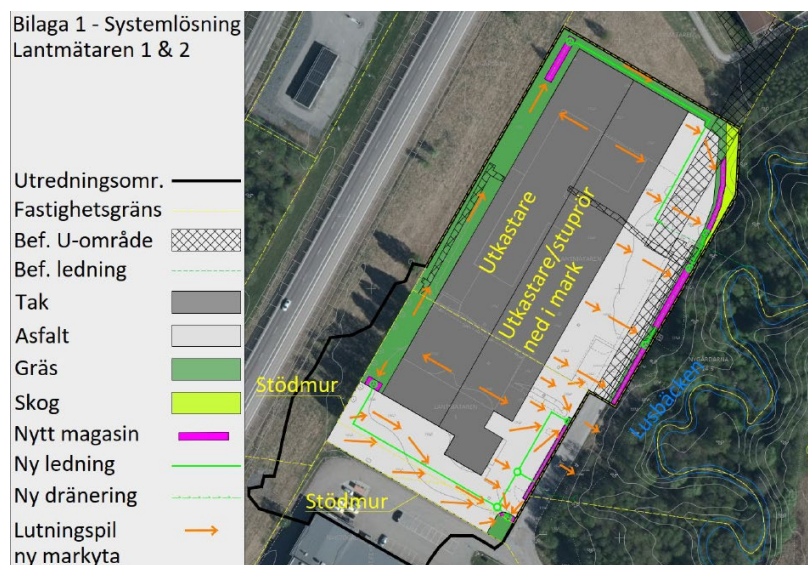 Bilaga 1 - Systemlösning
Lantmätaren 1 & 2
Utredningsomr.
Fastighetsgräns
Bef. U-område
Bef. ledning
Tak
Asfalt
Gräs
Skog
Nytt magasin
Ny ledning
Ny dränering
Lutningspil
ny markyta
Utkastare
Utkastare/stuprör
ned i mark
Stödmur
Stödmur
Lusbäcken
LANTMÄTAREN